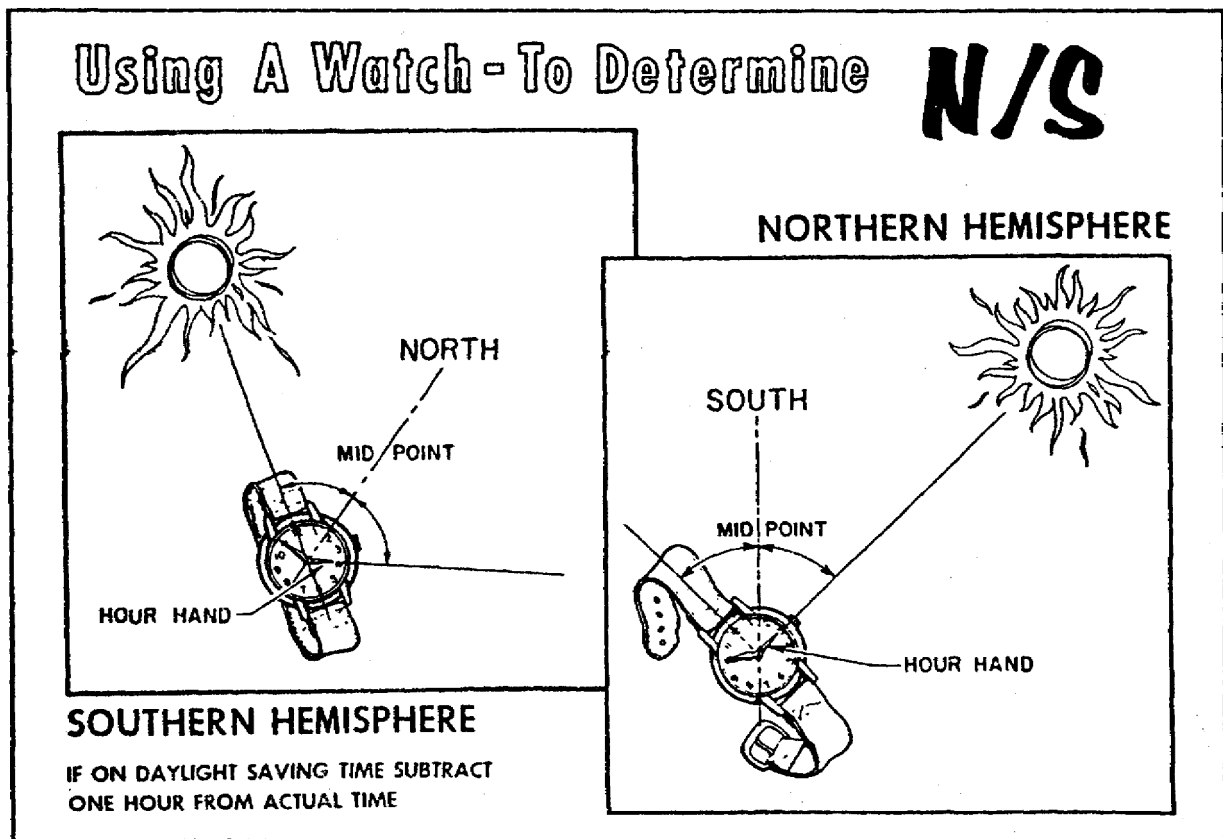 Using A Watch - To Determine N/S
NORTHERN HEMISPHERE
NORTH
MID POINT
HOUR HAND
SOUTHERN HEMISPHERE
IF ON DAYLIGHT SAVING TIME SUBTRACT
ONE HOUR FROM ACTUAL TIME
SOUTH
MID POINT
HOUR HAND